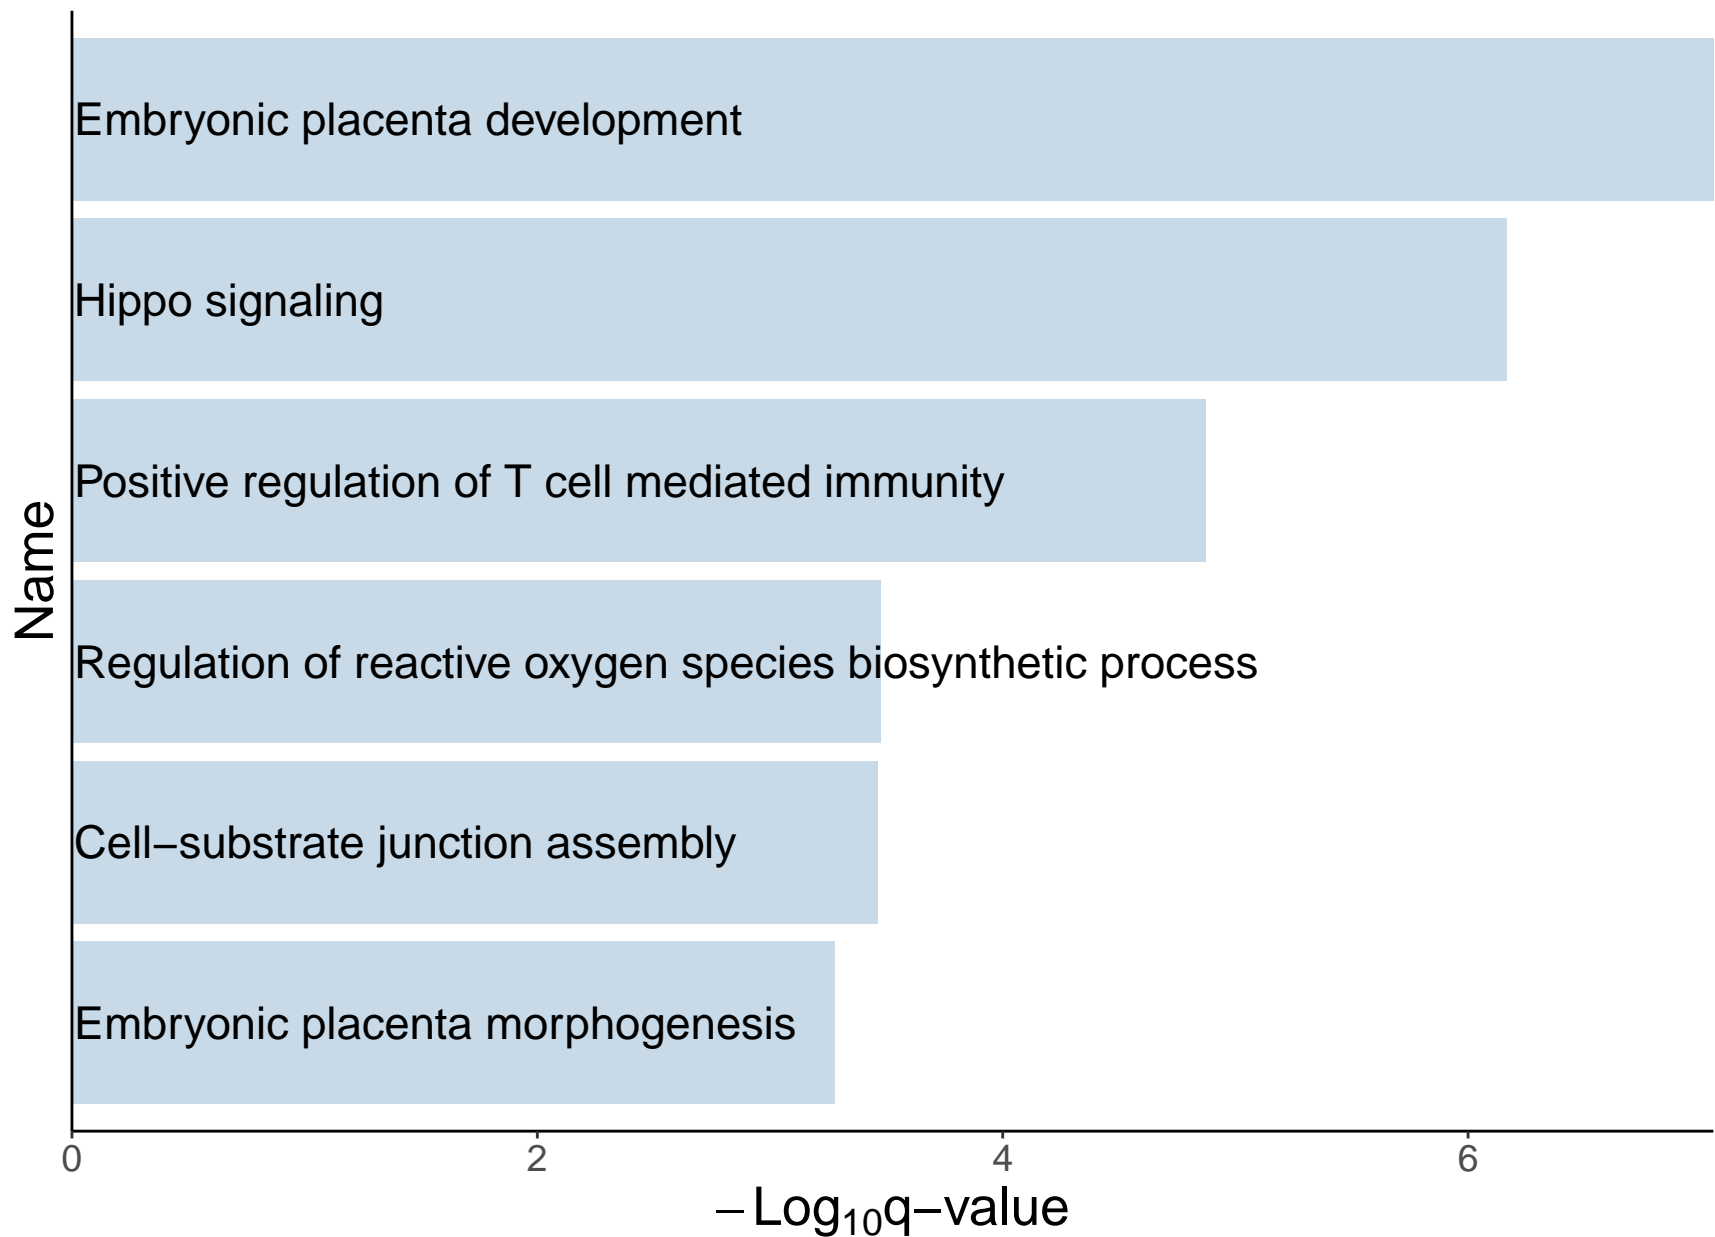 Embryonic placenta development
Hippo signaling
Positive regulation of T cell mediated immunity
Regulation of reactive oxygen species biosynthetic process
Cell−substrate junction assembly
Embryonic placenta morphogenesis
Name
0 2 4 6
−Log₁₀q−value